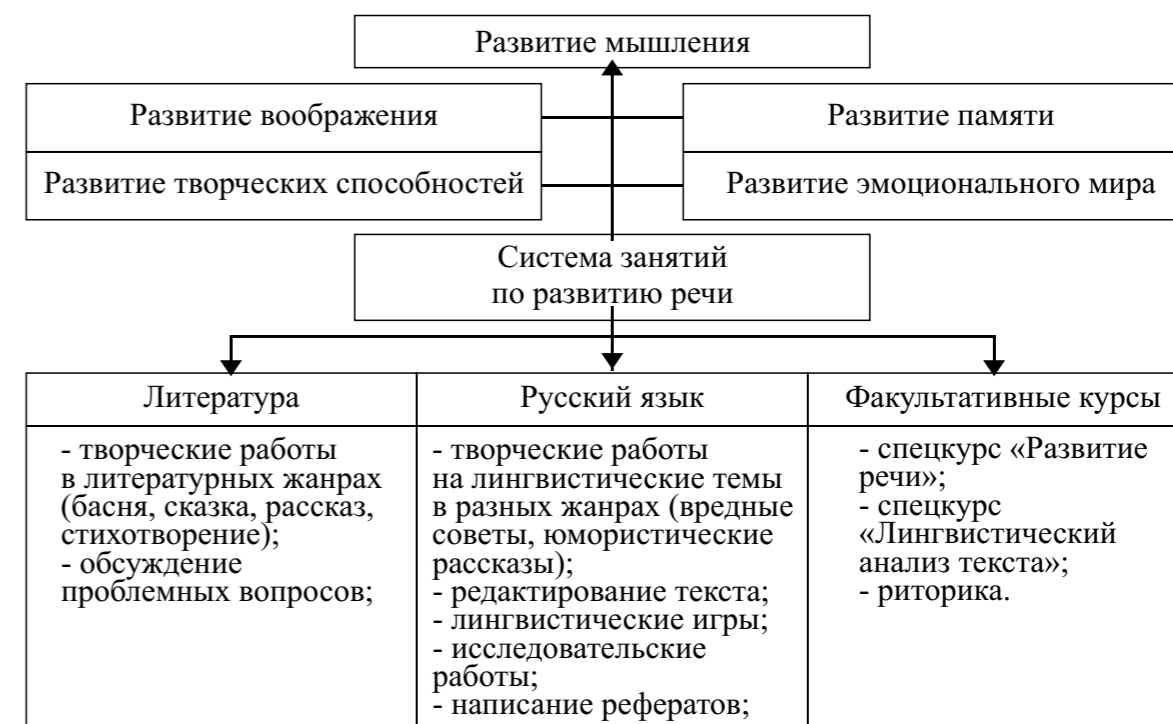 Развитие мышления
Развитие воображения
Развитие памяти
Развитие творческих способностей
Развитие эмоционального мира
Система занятий
по развитию речи
Литература
Русский язык
Факультативные курсы
- творческие работы
в литературных жанрах
(басня, сказка, рассказ,
стихотворение);
- обсуждение
проблемных вопросов;
- творческие работы
на лингвистические темы
в разных жанрах (вредные
советы, юмористические
рассказы);
- редактирование текста;
- лингвистические игры;
- исследовательские
работы;
- написание рефератов;
- спецкурс «Развитие
речи»;
- спецкурс
«Лингвистический
анализ текста»;
- риторика.